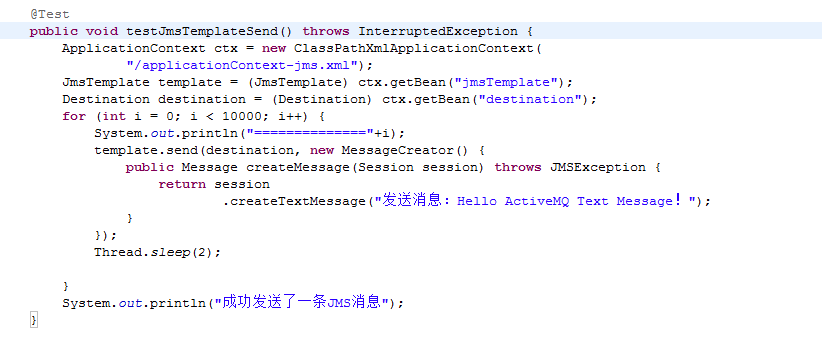 @Test
public void testJmsTemplateSend() throws InterruptedException {
    ApplicationContext ctx = new ClassPathXmlApplicationContext(
            "/applicationContext-jms.xml");
    JmsTemplate template = (JmsTemplate) ctx.getBean("jmsTemplate");
    Destination destination = (Destination) ctx.getBean("destination");
    for (int i = 0; i < 10000; i++) {
        System.out.println("=============="+i);
        template.send(destination, new MessageCreator() {
            public Message createMessage(Session session) throws JMSException {
                return session
                        .createTextMessage("发送消息：Hello ActiveMQ Text Message！");
            }
        });
        Thread.sleep(2);
    }
    System.out.println("成功发送了一条JMS消息");
}